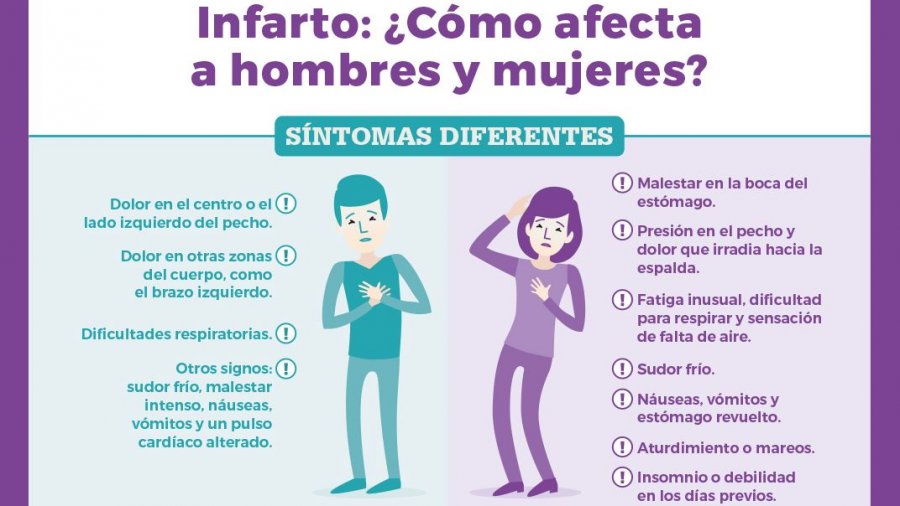 Infarto: ¿Cómo afecta
a hombres y mujeres?
SÍNTOMAS DIFERENTES
Dolor en el centro o el
lado izquierdo del pecho.
Dolor en otras zonas
del cuerpo, como
el brazo izquierdo.
Dificultades respiratorias.
Otros signos:
sudor frío, malestar
intenso, náuseas,
vómitos y un pulso
cardíaco alterado.
Malestar en la boca del
estómago.
Presión en el pecho y
dolor que irradia hacia la
espalda.
Fatiga inusual, dificultad
para respirar y sensación
de falta de aire.
Sudor frío.
Náuseas, vómitos y
estómago revuelto.
Aturdimiento o mareos.
Insomnio o debilidad
en los días previos.